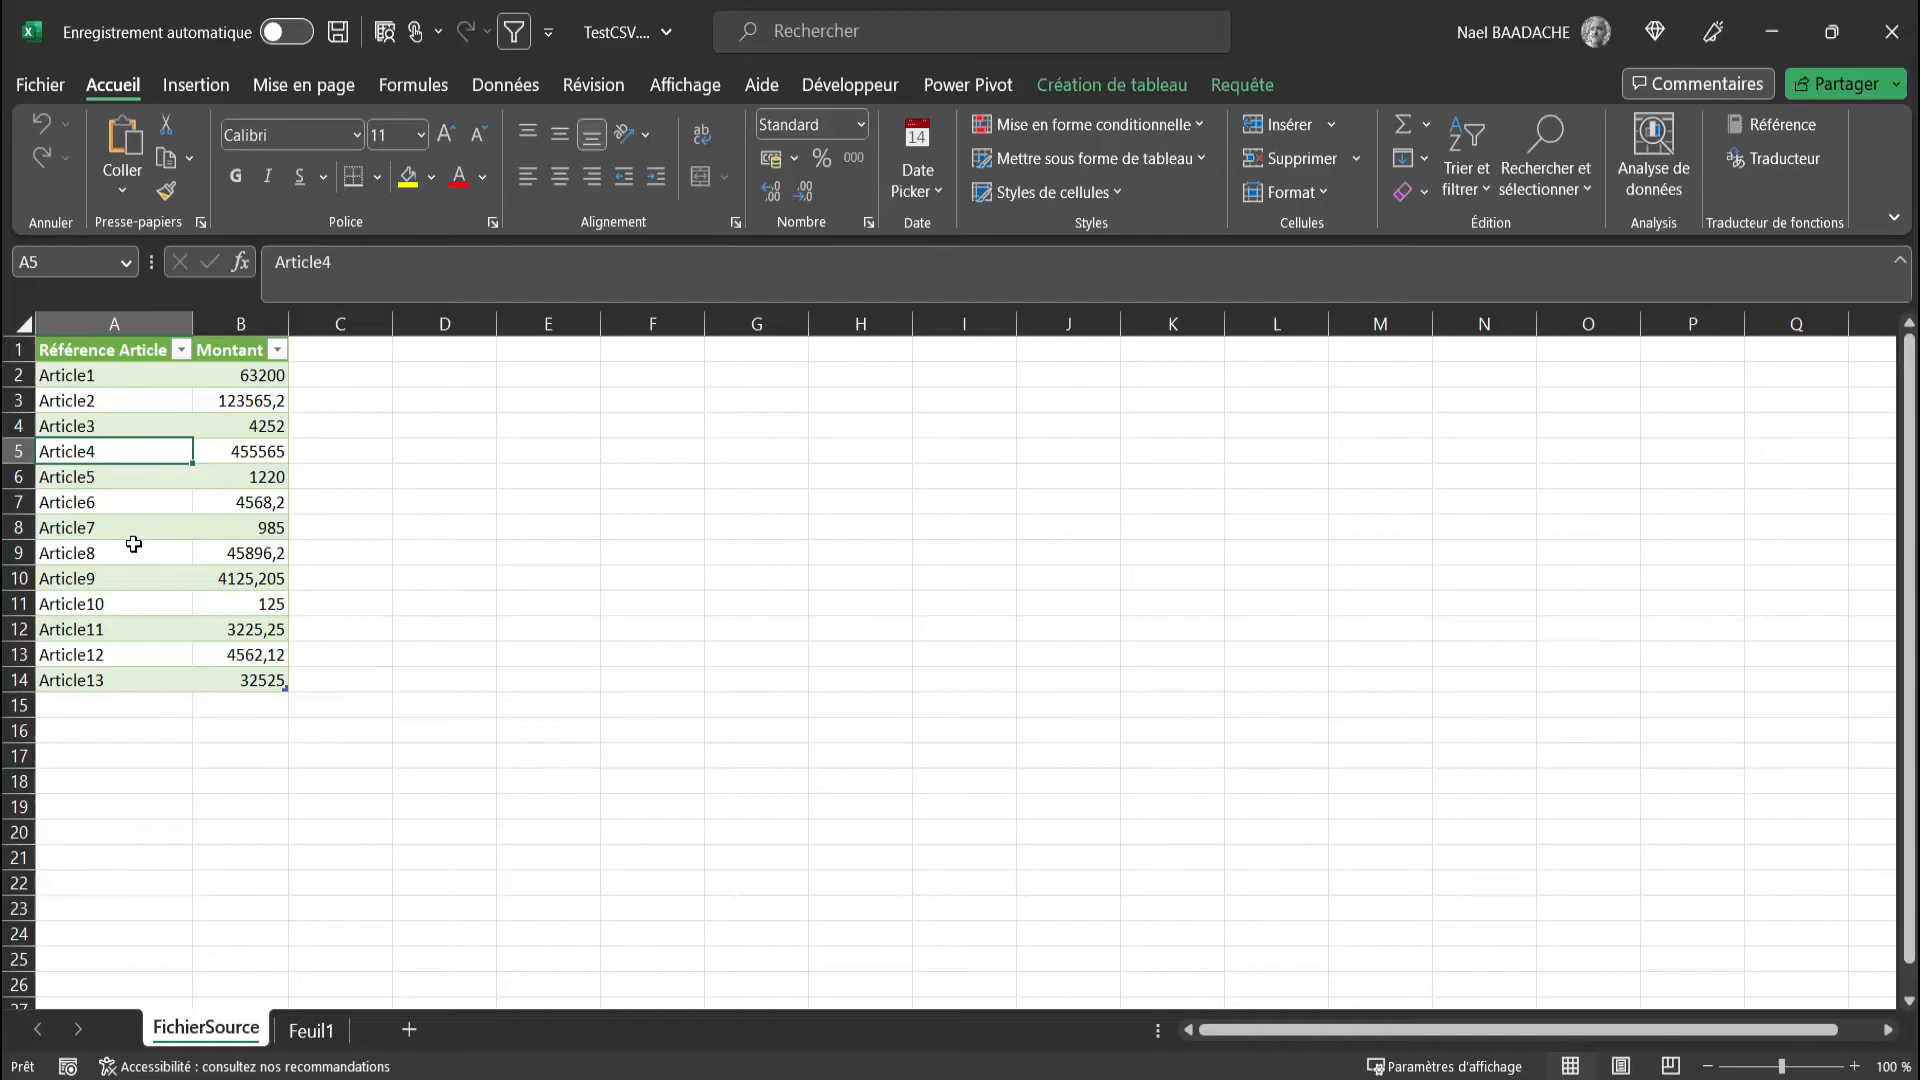 Enregistrement automatique
TestCSV....
Rechercher
Nael BAADACHE
Fichier Accueil Insertion Mise en page Formules Données Révision Affichage Aide Développeur Power Pivot Création de tableau Requête
Commentaires
Partager
Coller
Calibri 11
G I S A
ab
Standard
% 000
14
Date Picker
Mise en forme conditionnelle
Mettre sous forme de tableau
Styles de cellules
Insérer
Supprimer
Format
Trier et filtrer
Rechercher et sélectionner
Analyse de données
Référence
Traducteur
Annuler Presse-papiers Police Alignement Nombre Date Styles Cellules Édition Analysis Traducteur de fonctions
A5 fx Article4
A B C D E F G H I J K L M N O P Q
1 Référence Article Montant
2 Article1 63200
3 Article2 123565,2
4 Article3 4252
5 Article4 455565
6 Article5 1220
7 Article6 4568,2
8 Article7 985
9 Article8 45896,2
10 Article9 4125,205
11 Article10 125
12 Article11 3225,25
13 Article12 4562,12
14 Article13 32525
15
16
17
18
19
20
21
22
23
24
25
26
27
FichierSource Feuil1
Prêt Accessibilité : consultez nos recommandations Paramètres d'affichage 100 %